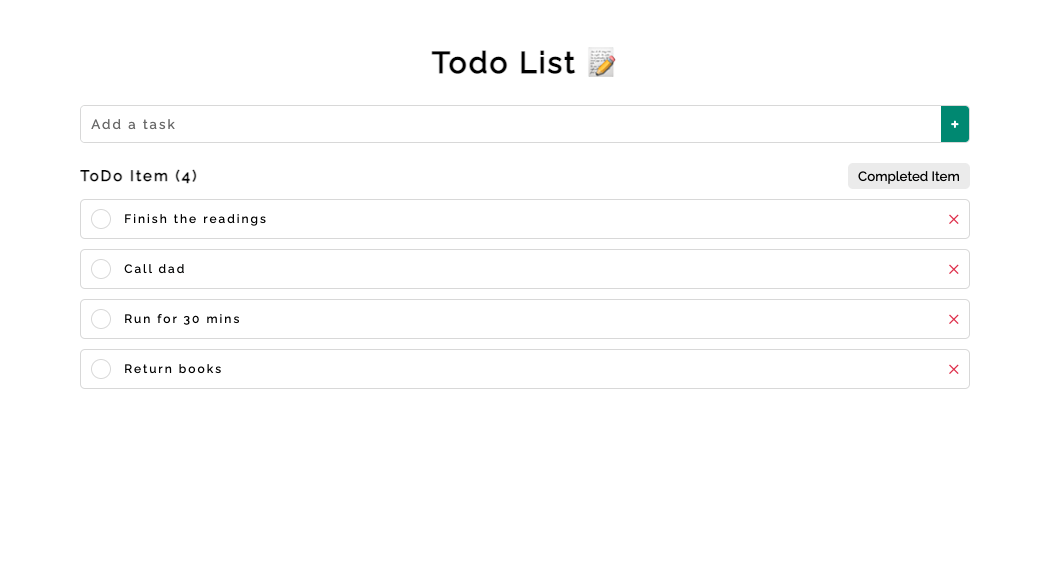 Todo List 📝
Add a task
+
ToDo Item (4)
Completed Item
Finish the readings
Call dad
Run for 30 mins
Return books